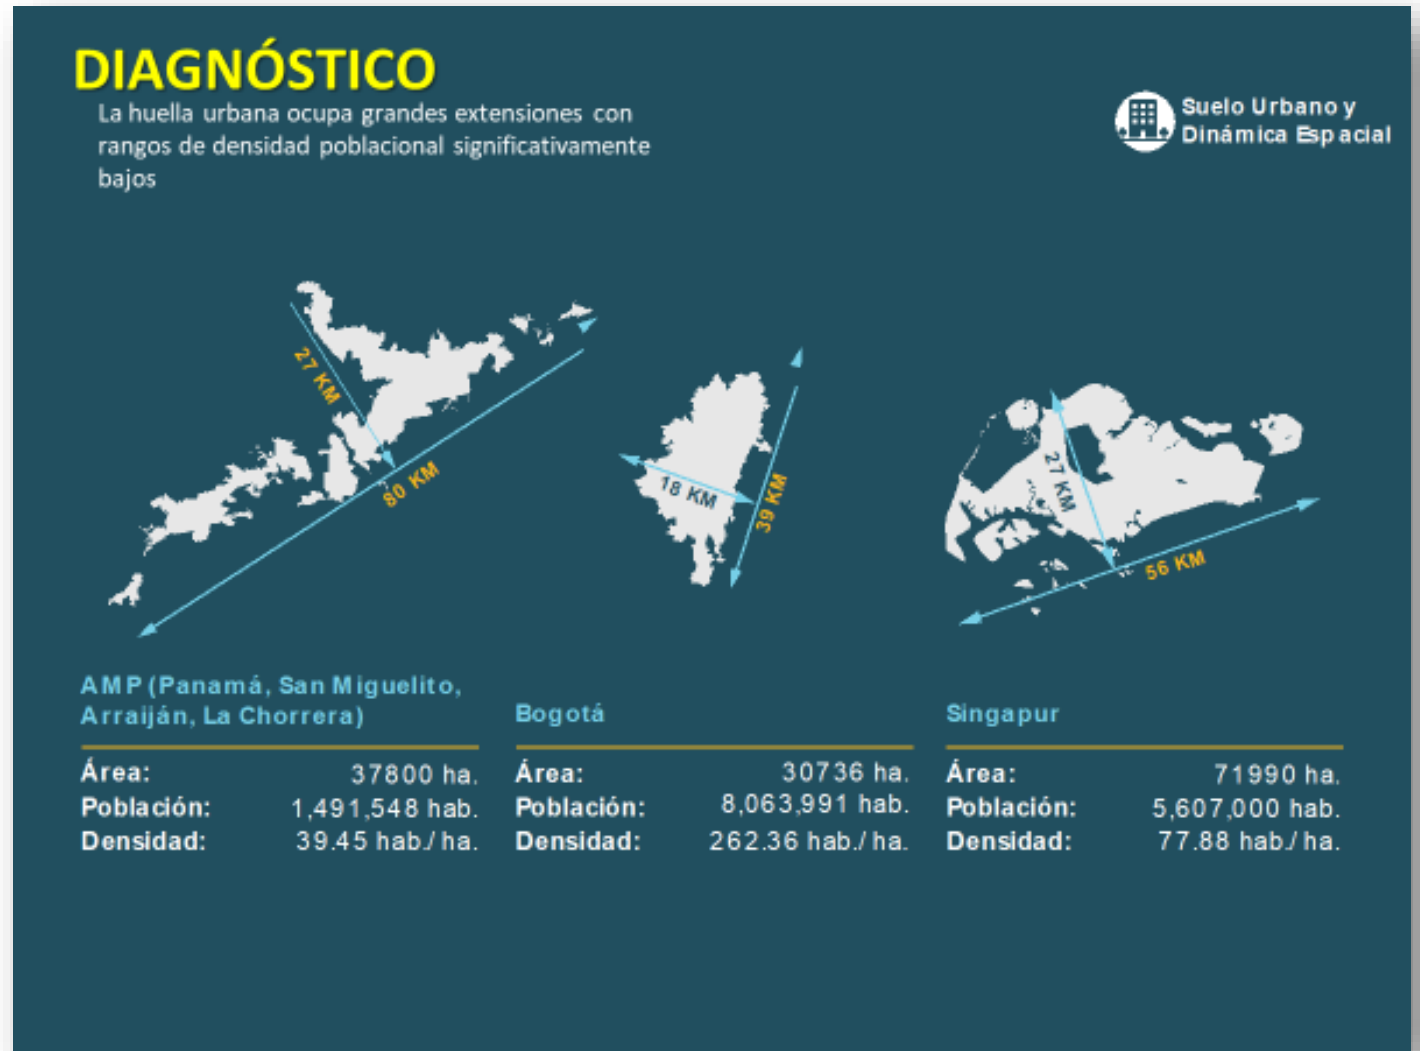 DIAGNÓSTICO
La huella urbana ocupa grandes extensiones con
rangos de densidad poblacional significativamente
bajos
Suelo Urbano y
Dinámica Espacial
27 KM
80 KM
18 KM
39 KM
27 KM
56 KM
AMP (Panamá, San Miguelito,
Arraiján, La Chorrera)
Área: 37800 ha.
Población: 1,491,548 hab.
Densidad: 39.45 hab./ha.
Bogotá
Área: 30736 ha.
Población: 8,063,991 hab.
Densidad: 262.36 hab./ha.
Singapur
Área: 71990 ha.
Población: 5,607,000 hab.
Densidad: 77.88 hab./ha.